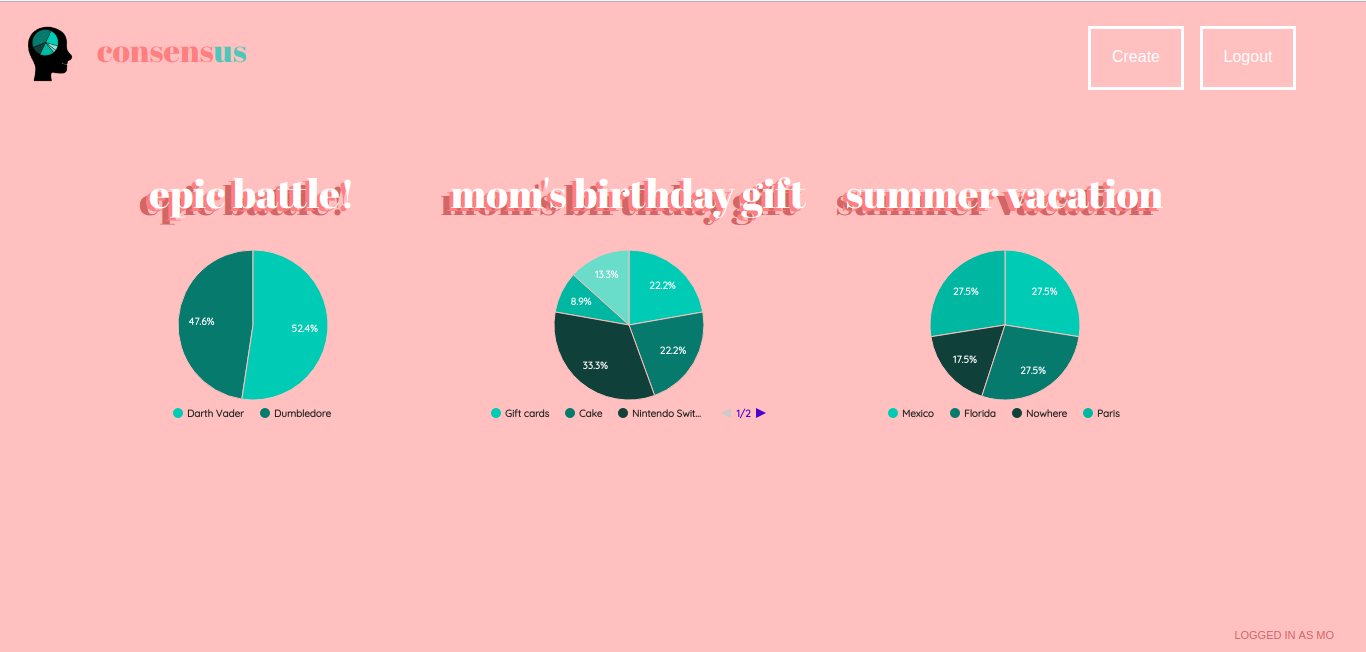 consensus
Create
Logout
epic battle!
mom's birthday gift
summer vacation
47.6%
52.4%
Darth Vader
Dumbledore
13.3%
22.2%
8.9%
22.2%
33.3%
Gift cards
Cake
Nintendo Swit...
1/2
27.5%
27.5%
17.5%
27.5%
Mexico
Florida
Nowhere
Paris
LOGGED IN AS MO